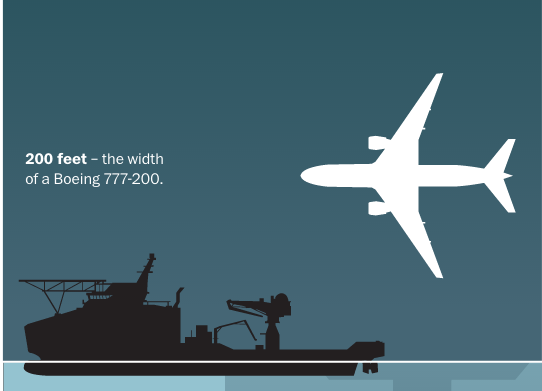 200 feet – the width
of a Boeing 777-200.